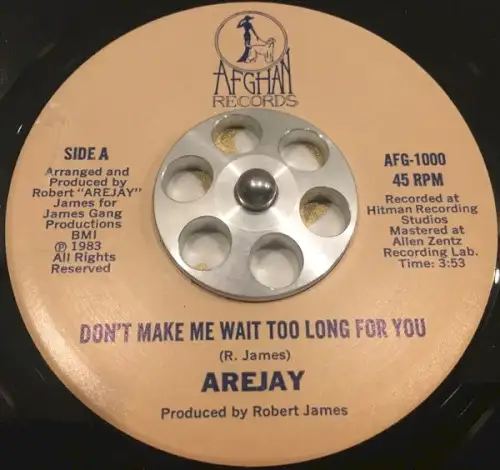 AFGHAN
RECORDS
SIDE A
Arranged and
Produced by
Robert "AREJAY"
James for
James Gang
Productions
BMI
℗ 1983
All Rights
Reserved
AFG-1000
45 RPM
Recorded at
Hitman Recording
Studios
Mastered at
Allen Zentz
Recording Lab.
Time: 3:53
DON'T MAKE ME WAIT TOO LONG FOR YOU
(R. James)
AREJAY
Produced by Robert James